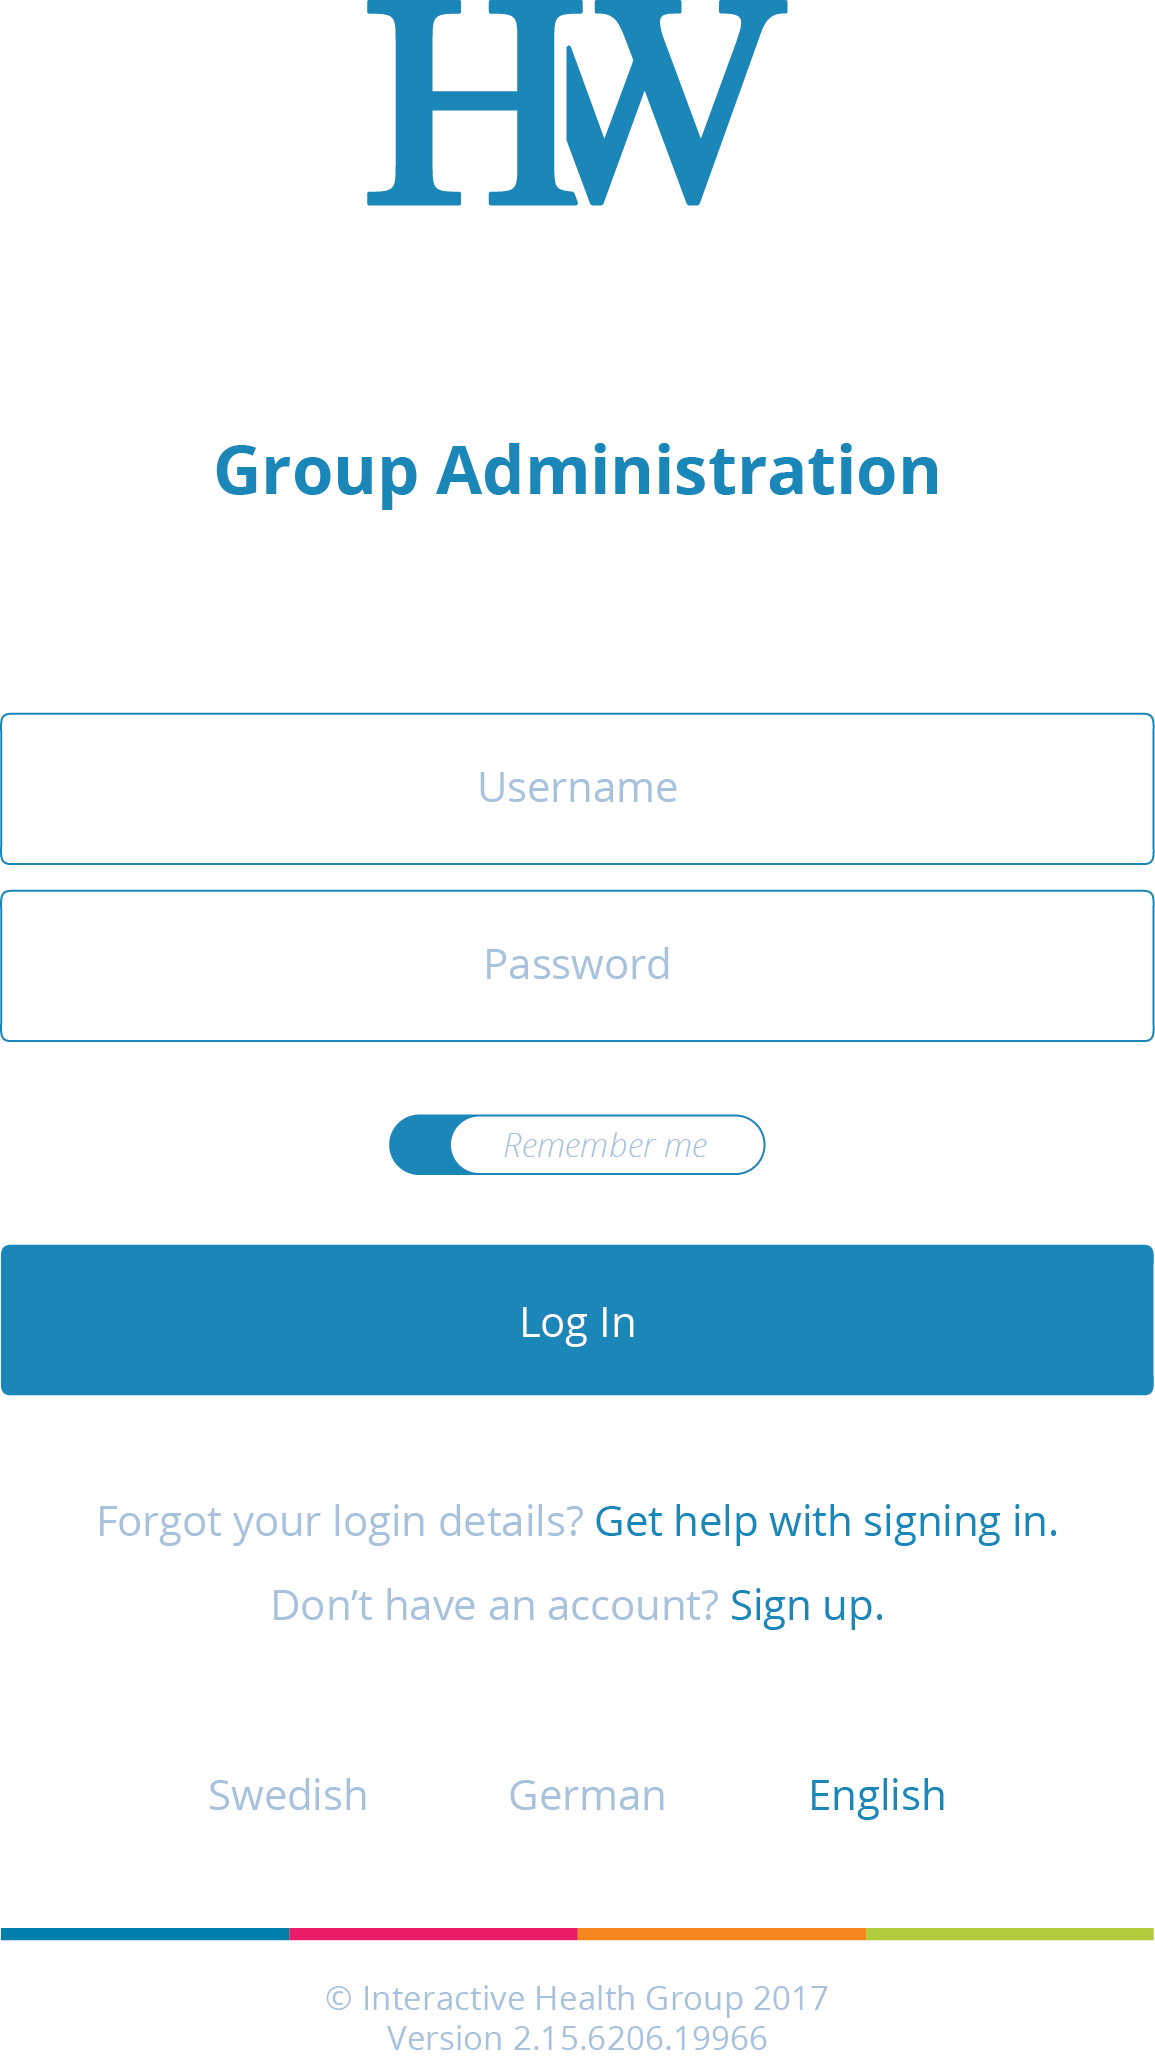 HW
Group Administration
Username
Password
Remember me
Log In
Forgot your login details? Get help with signing in.
Don’t have an account? Sign up.
Swedish German English
© Interactive Health Group 2017
Version 2.15.6206.19966